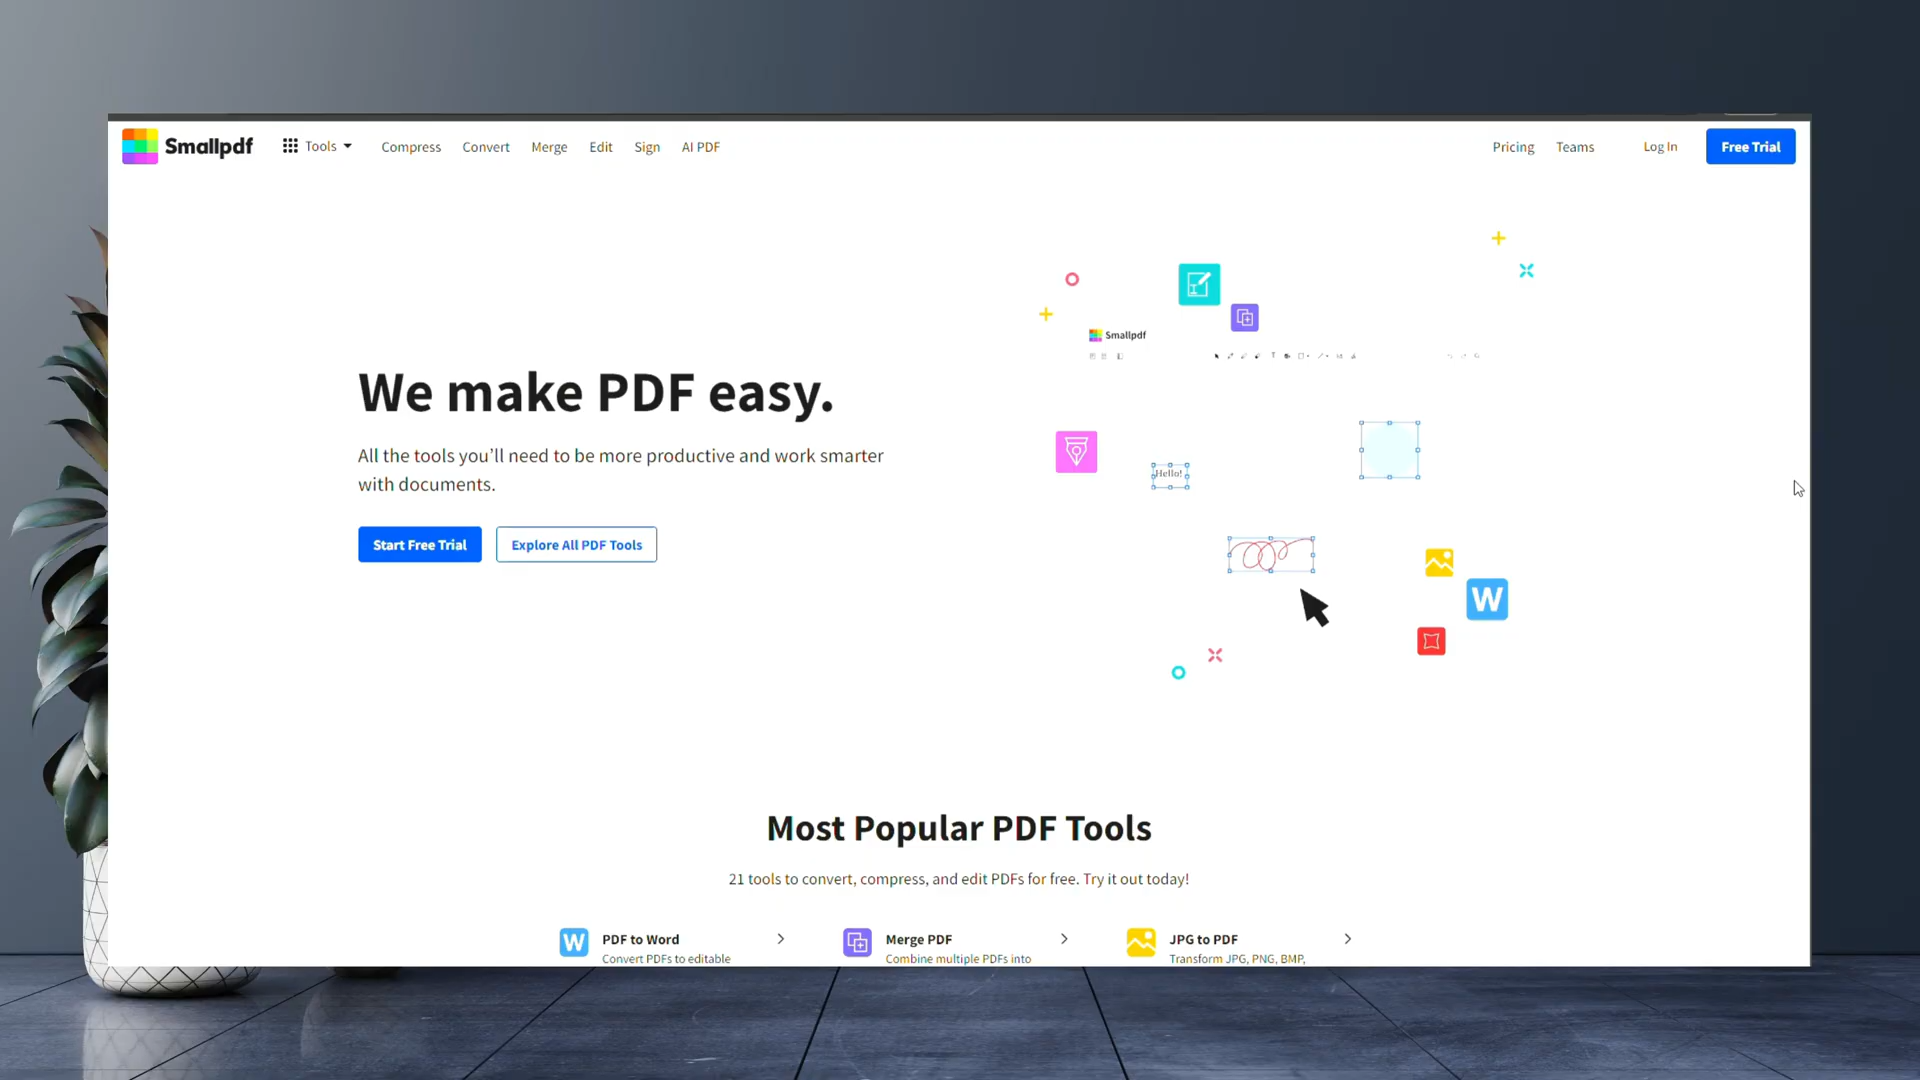 Smallpdf
Tools
Compress
Convert
Merge
Edit
Sign
AI PDF
Pricing
Teams
Log In
Free Trial
Smallpdf
We make PDF easy.
All the tools you’ll need to be more productive and work smarter
with documents.
Hello!
Start Free Trial
Explore All PDF Tools
W
Most Popular PDF Tools
21 tools to convert, compress, and edit PDFs for free. Try it out today!
W
PDF to Word
Convert PDFs to editable
Merge PDF
Combine multiple PDFs into
JPG to PDF
Transform JPG, PNG, BMP,